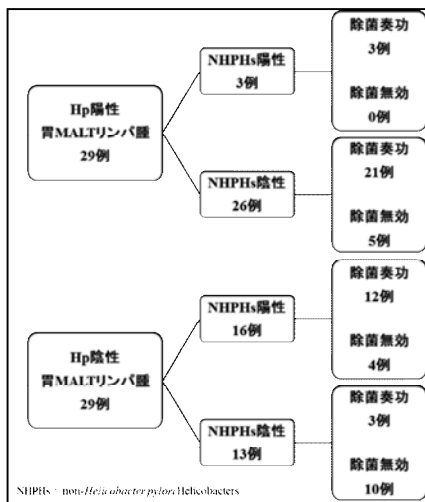 Hp陽性
胃MALTリンパ腫
29例
NHPHs陽性
3例
除菌奏功
3例
除菌無効
0例
NHPHs陰性
26例
除菌奏功
21例
除菌無効
5例
Hp陰性
胃MALTリンパ腫
29例
NHPHs陽性
16例
除菌奏功
12例
除菌無効
4例
NHPHs陰性
13例
除菌奏功
3例
除菌無効
10例
NHPHs : non-Helicobacter pylori Helicobacters